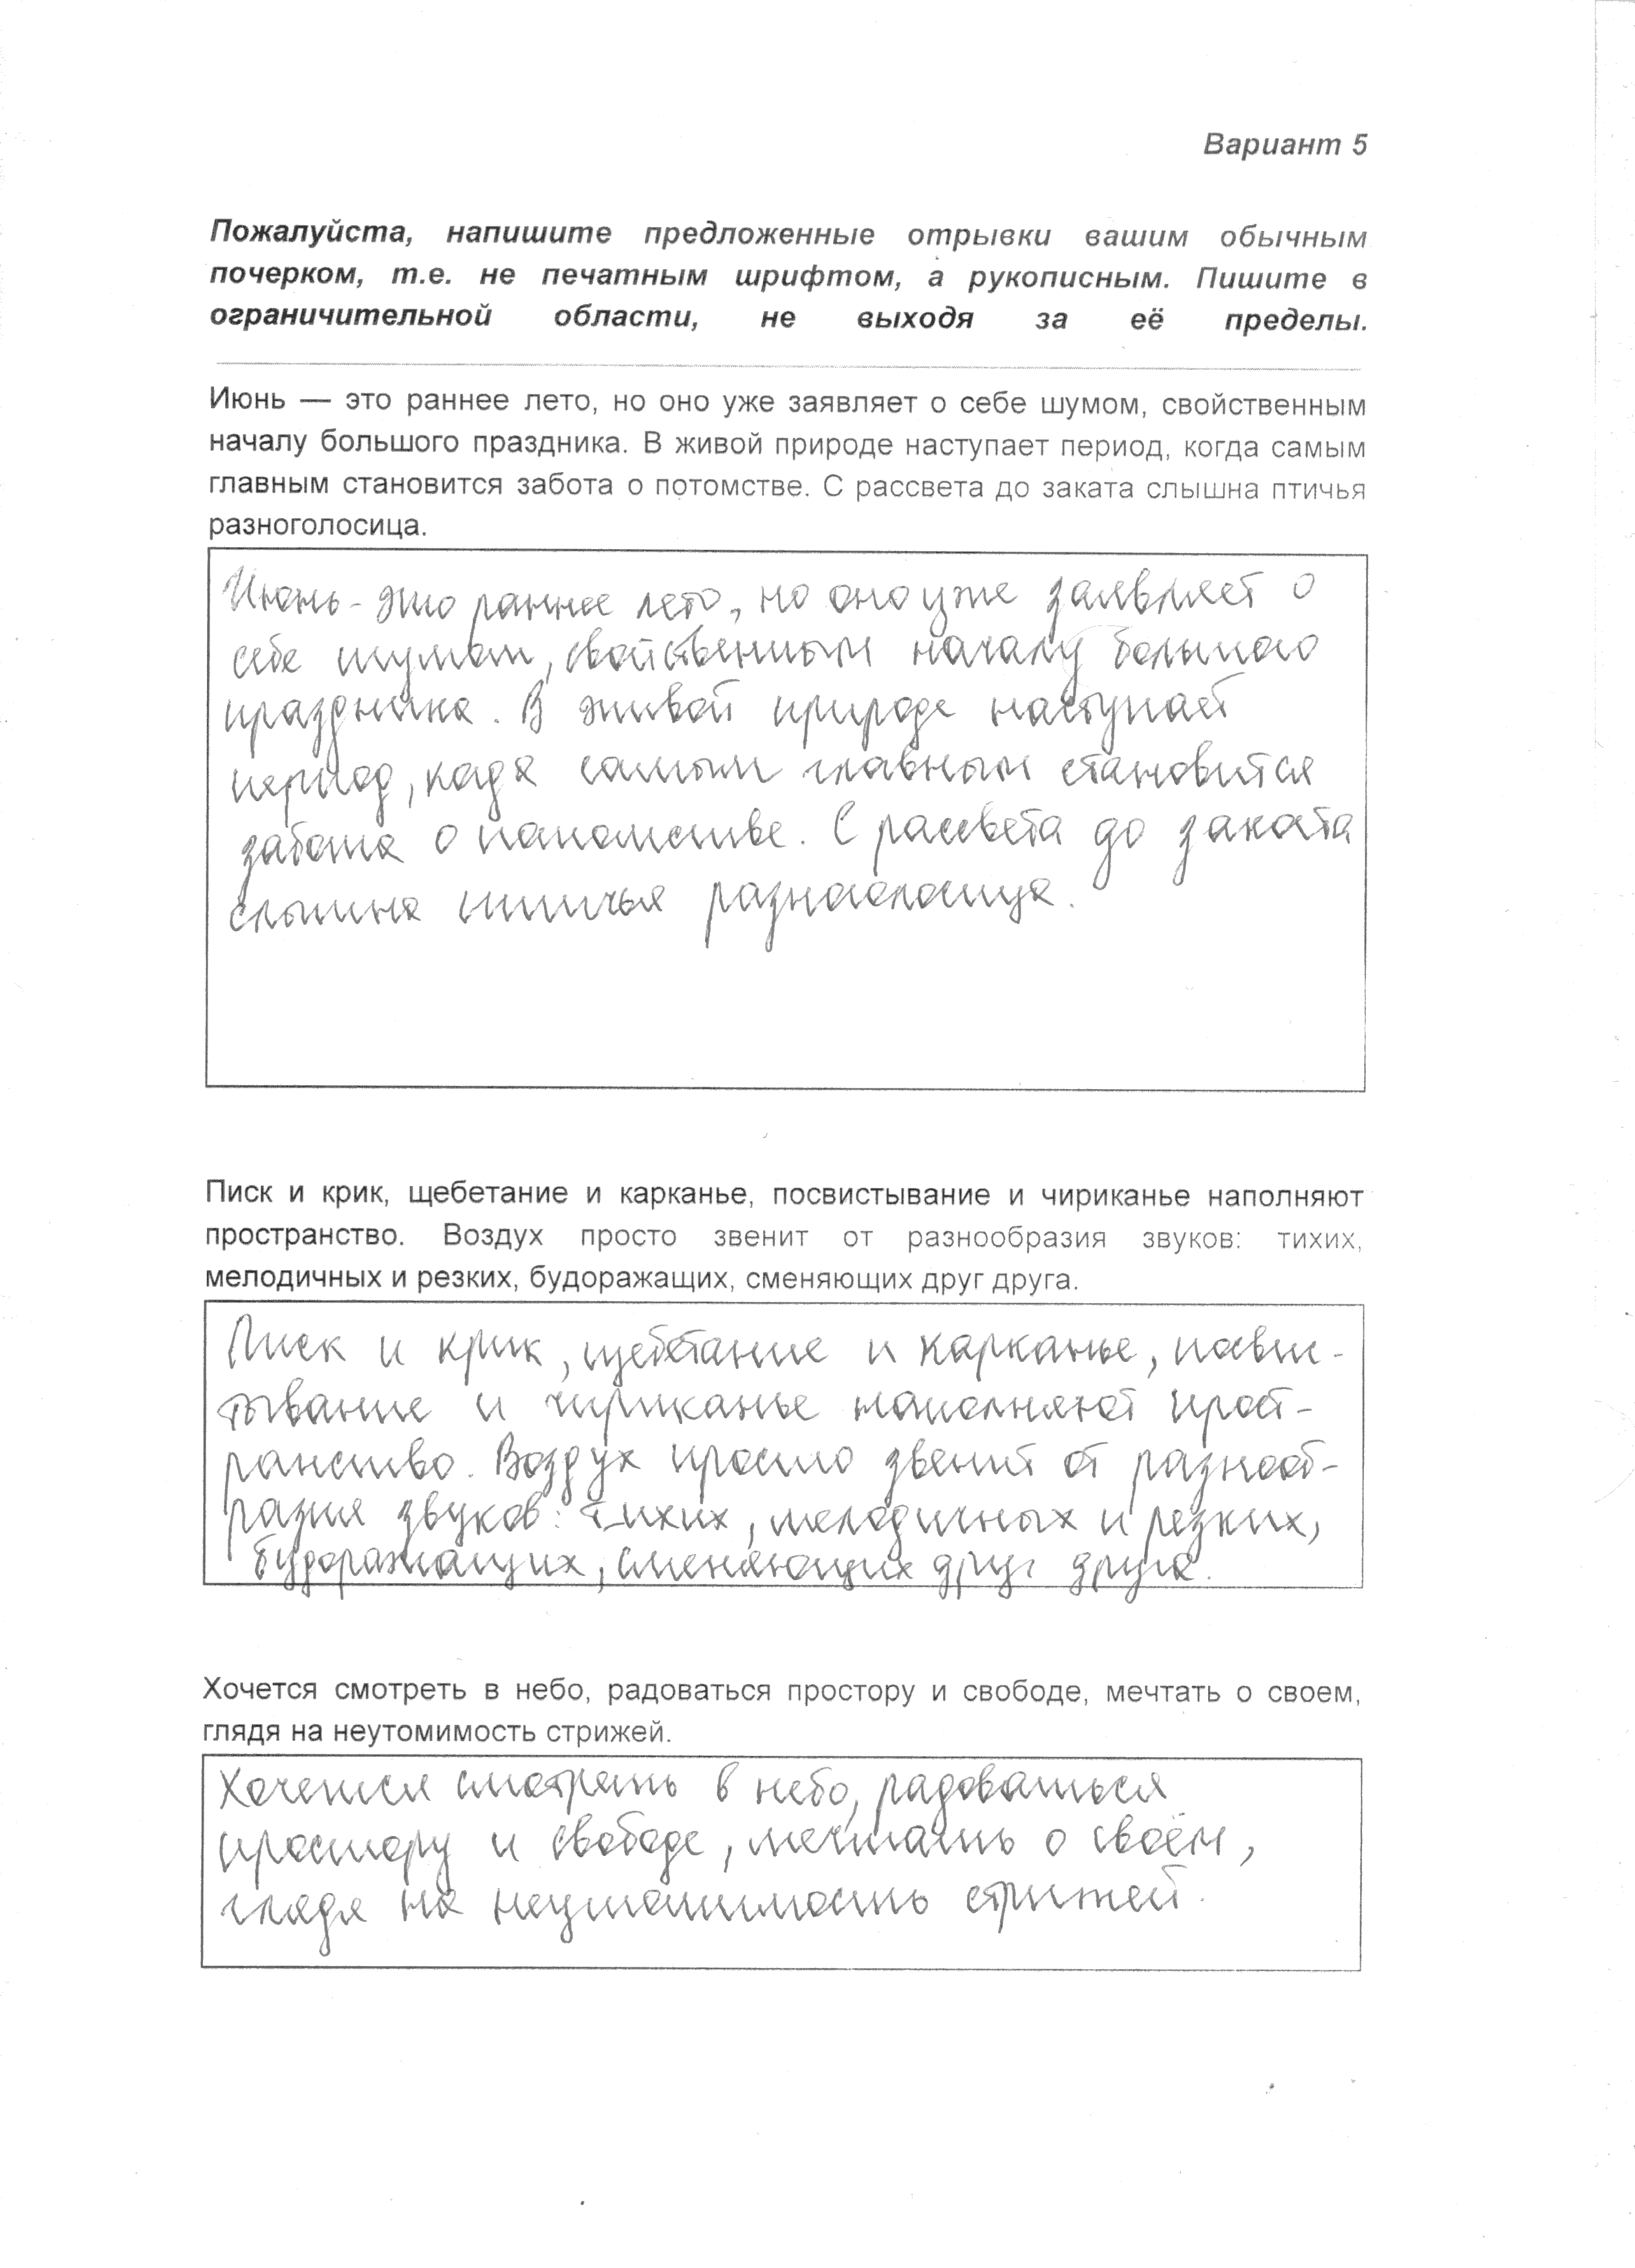 Вариант 5
Пожалуйста, напишите предложенные отрывки вашим обычным
почерком, т.е. не печатным шрифтом, а рукописным. Пишите в
ограничительной области, не выходя за её пределы.
Июнь — это раннее лето, но оно уже заявляет о себе шумом, свойственным
началу большого праздника. В живой природе наступает период, когда самым
главным становится забота о потомстве. С рассвета до заката слышна птичья
разноголосица.
Июнь - это раннее лето, но оно уже заявляет о
себе шумом, свойственным началу большого
праздника. В живой природе наступает
период, когда самым главным становится
забота о потомстве. С рассвета до заката
слышна птичья разноголосица.
Писк и крик, щебетание и карканье, посвистывание и чириканье наполняют
пространство. Воздух просто звенит от разнообразия звуков: тихих,
мелодичных и резких, будоражащих, сменяющих друг друга.
Писк и крик, щебетание и карканье, посвис-
тывание и чириканье наполняют прост-
ранство. Воздух просто звенит от разнооб-
разия звуков: тихих, мелодичных и резких,
будоражащих, сменяющих друг друга.
Хочется смотреть в небо, радоваться простору и свободе, мечтать о своем,
глядя на неутомимость стрижей.
Хочется смотреть в небо, радоваться
простору и свободе, мечтать о своём,
глядя на неутомимость стрижей.